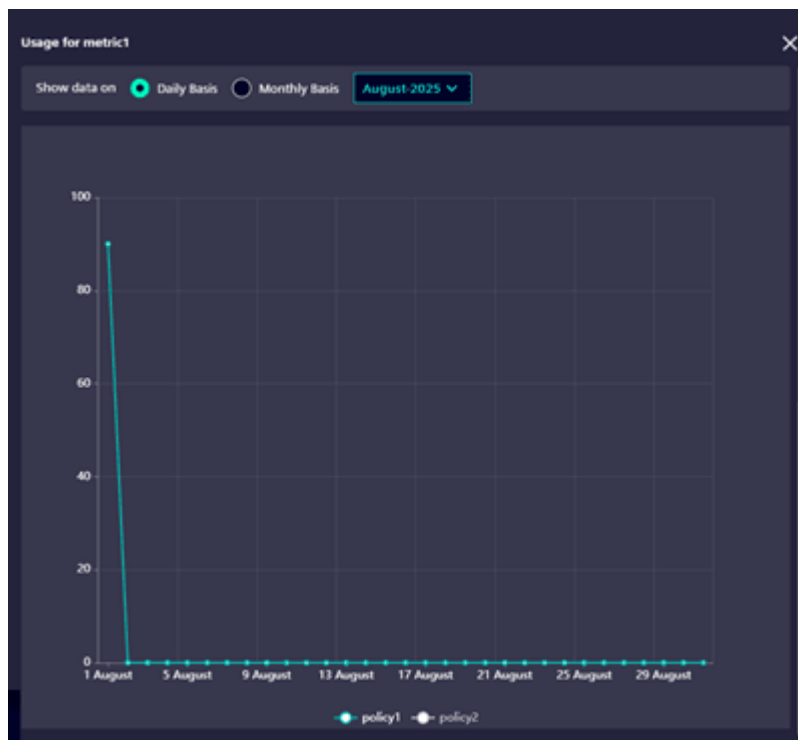 Usage for metric1
Show data on Daily Basis Monthly Basis August-2025
100
80
60
40
20
0
1 August 5 August 9 August 13 August 17 August 21 August 25 August 29 August
policy1 policy2